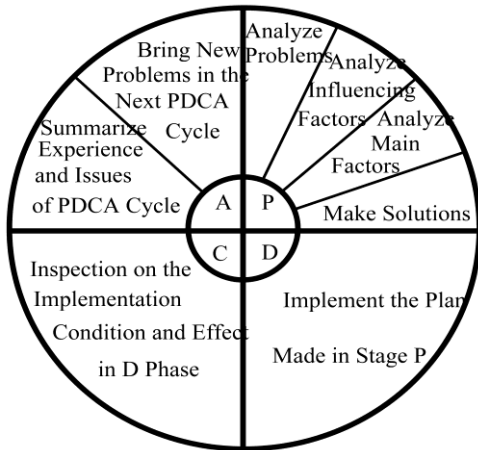 Bring New
Problems in the
Next PDCA
Cycle
Analyze
Problems
Analyze
Influencing
Factors
Analyze
Main
Factors
Make Solutions
Summarize
Experience
and Issues
of PDCA Cycle
A
P
C
D
Inspection on the
Implementation
Condition and Effect
in D Phase
Implement the Plan
Made in Stage P